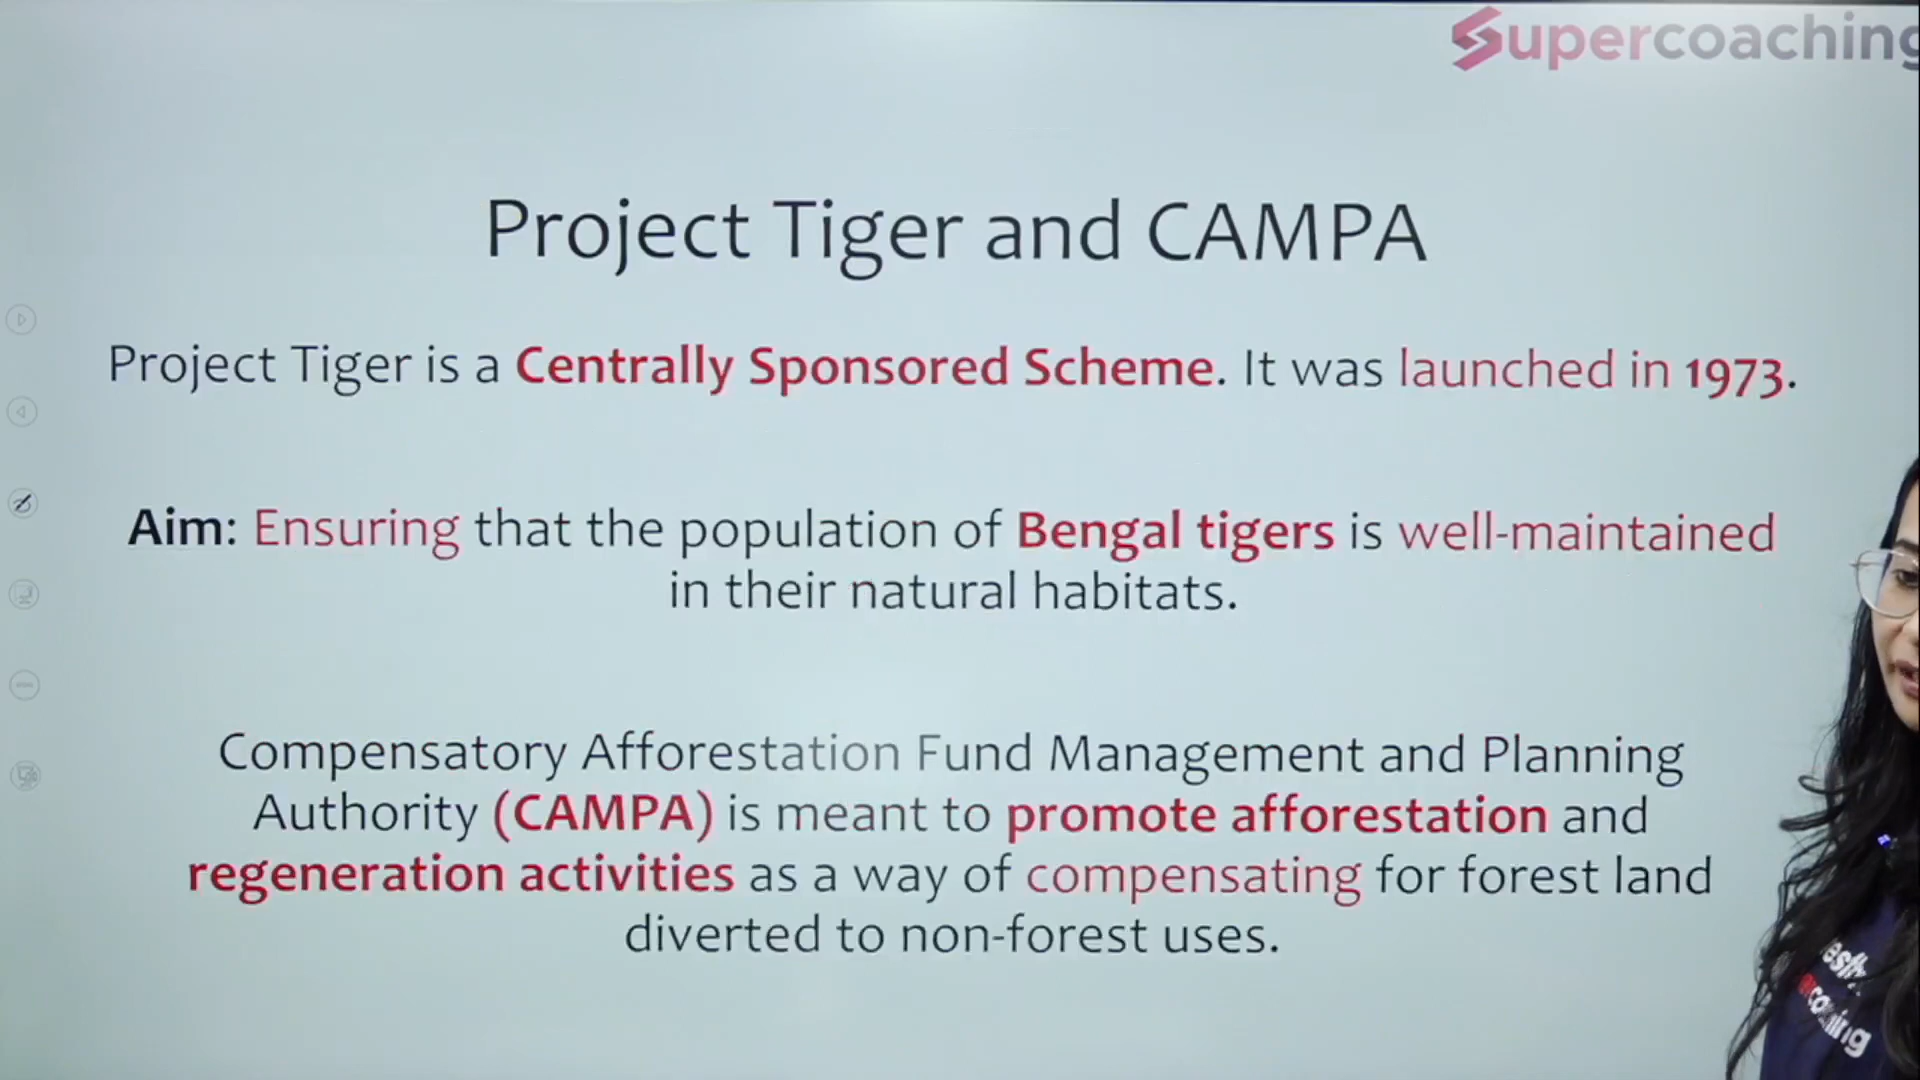 Supercoaching
Project Tiger and CAMPA
Project Tiger is a Centrally Sponsored Scheme. It was launched in 1973.
Aim: Ensuring that the population of Bengal tigers is well-maintained
in their natural habitats.
Compensatory Afforestation Fund Management and Planning
Authority (CAMPA) is meant to promote afforestation and
regeneration activities as a way of compensating for forest land
diverted to non-forest uses.